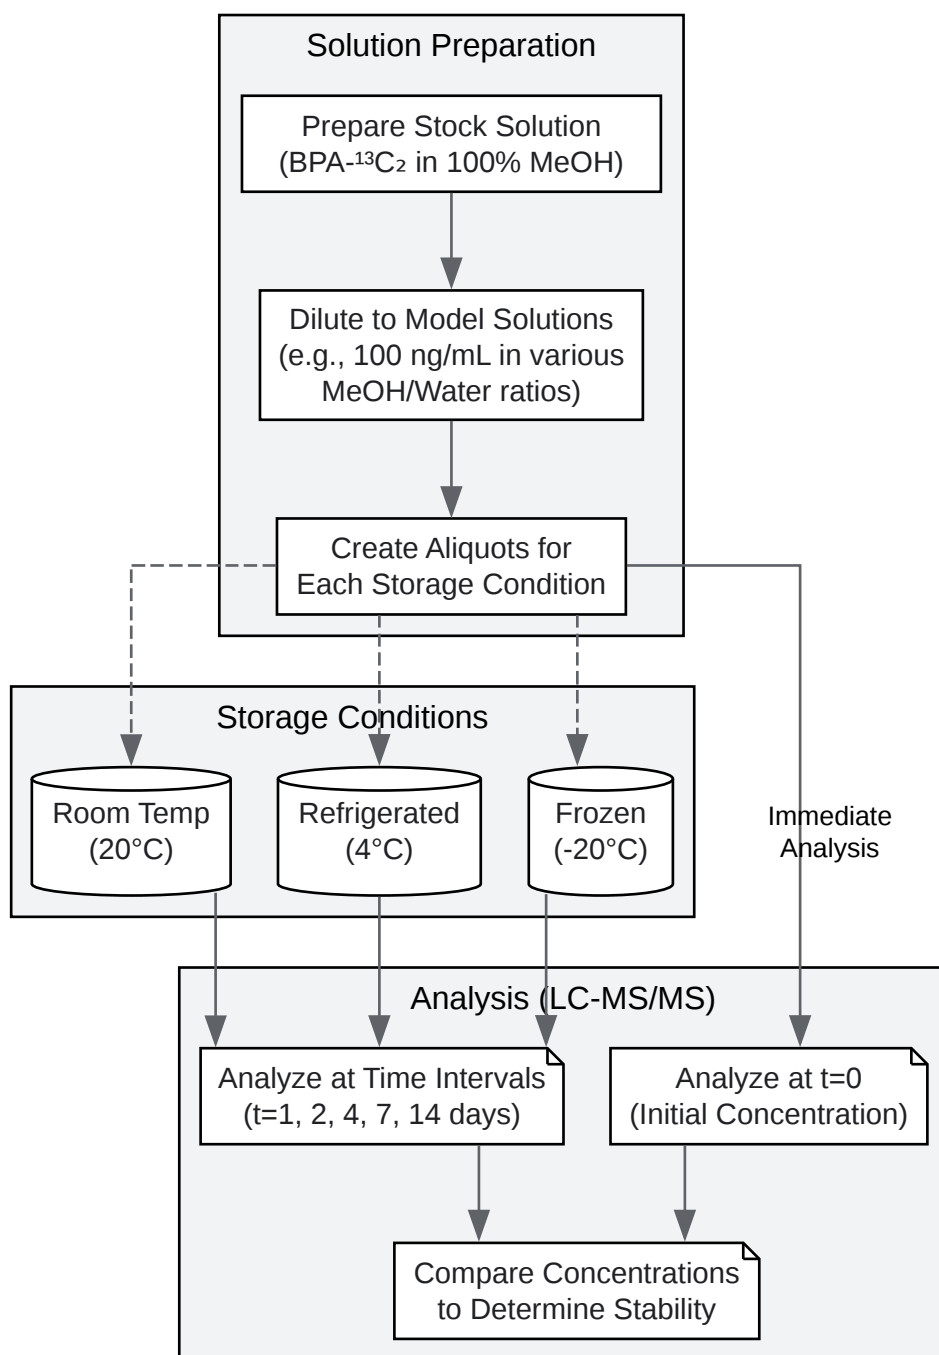 Solution Preparation
Prepare Stock Solution
(BPA-¹³C₂ in 100% MeOH)
Dilute to Model Solutions
(e.g., 100 ng/mL in various
MeOH/Water ratios)
Create Aliquots for
Each Storage Condition
Storage Conditions
Room Temp
(20°C)
Refrigerated
(4°C)
Frozen
(-20°C)
Immediate
Analysis
Analysis (LC-MS/MS)
Analyze at Time Intervals
(t=1, 2, 4, 7, 14 days)
Analyze at t=0
(Initial Concentration)
Compare Concentrations
to Determine Stability